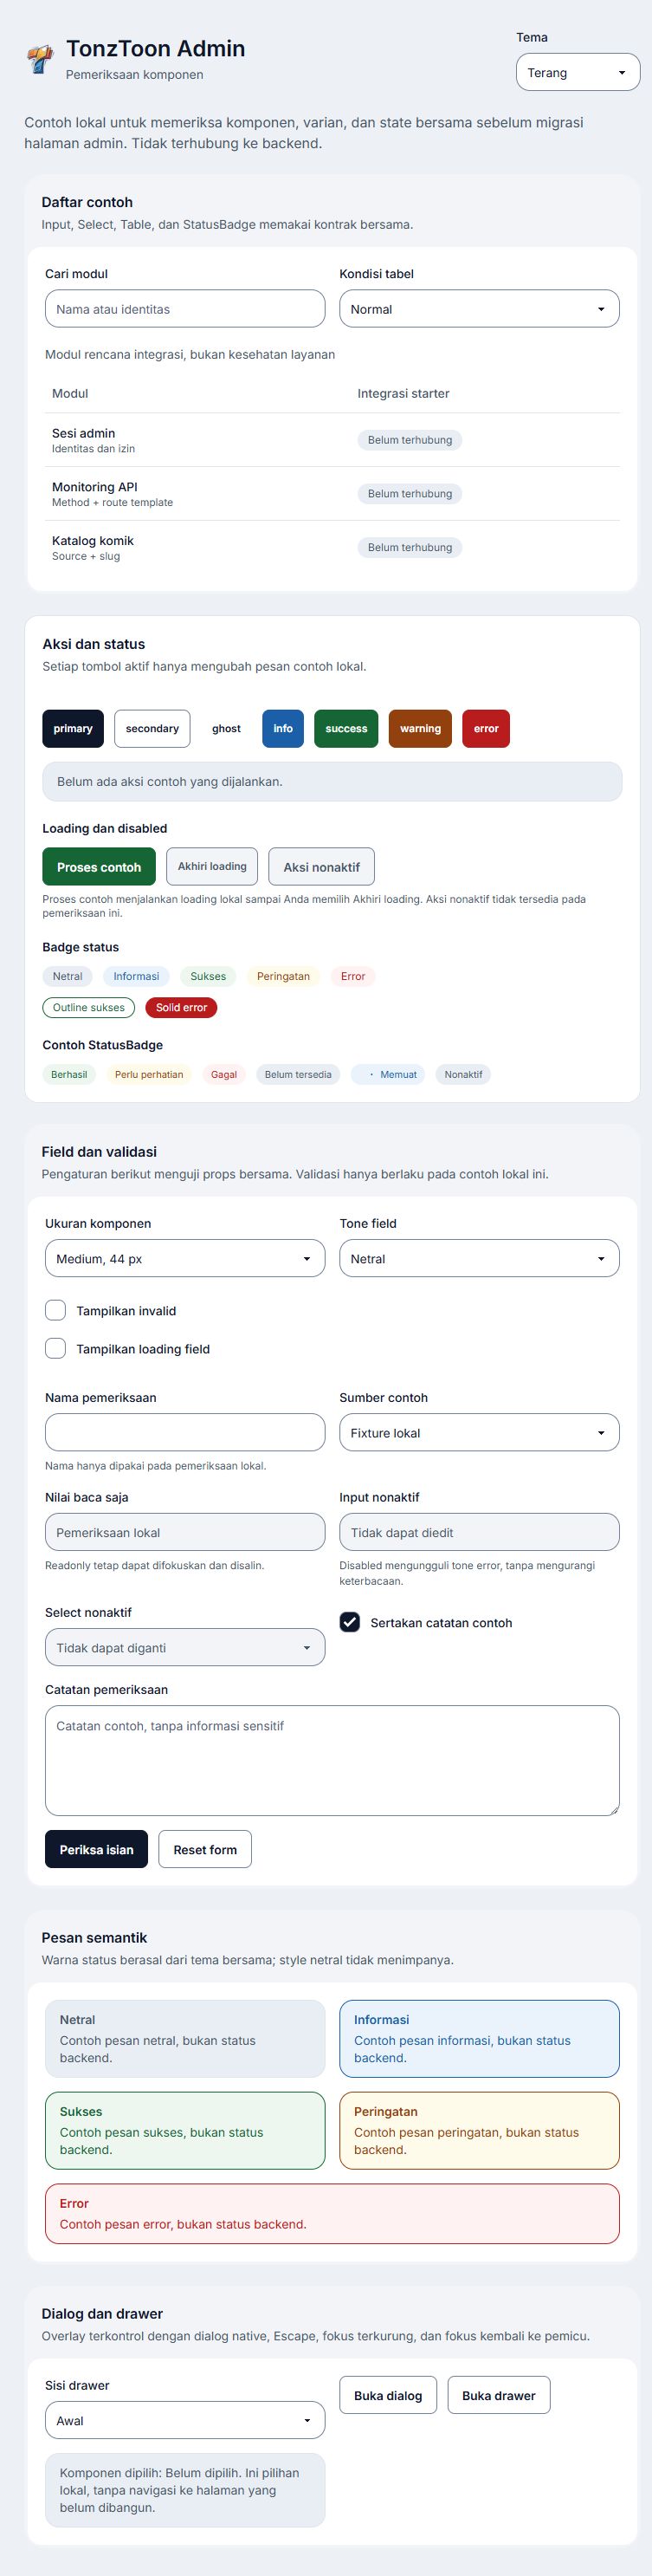 TonzToon Admin
Pemeriksaan komponen
Tema
Terang
Contoh lokal untuk memeriksa komponen, varian, dan state bersama sebelum migrasi
halaman admin. Tidak terhubung ke backend.
Daftar contoh
Input, Select, Table, dan StatusBadge memakai kontrak bersama.
Cari modul
Kondisi tabel
Nama atau identitas
Normal
Modul rencana integrasi, bukan kesehatan layanan
Modul
Integrasi starter
Sesi admin
Identitas dan izin
Belum terhubung
Monitoring API
Method + route template
Belum terhubung
Katalog komik
Source + slug
Belum terhubung
Aksi dan status
Setiap tombol aktif hanya mengubah pesan contoh lokal.
primary
secondary
ghost
info
success
warning
error
Belum ada aksi contoh yang dijalankan.
Loading dan disabled
Proses contoh
Akhiri loading
Aksi nonaktif
Proses contoh menjalankan loading lokal sampai Anda memilih Akhiri loading. Aksi nonaktif tidak tersedia pada
pemeriksaan ini.
Badge status
Netral
Informasi
Sukses
Peringatan
Error
Outline sukses
Solid error
Contoh StatusBadge
Berhasil
Perlu perhatian
Gagal
Belum tersedia
Memuat
Nonaktif
Field dan validasi
Pengaturan berikut menguji props bersama. Validasi hanya berlaku pada contoh lokal ini.
Ukuran komponen
Tone field
Medium, 44 px
Netral
Tampilkan invalid
Tampilkan loading field
Nama pemeriksaan
Sumber contoh
Fixture lokal
Nama hanya dipakai pada pemeriksaan lokal.
Nilai baca saja
Input nonaktif
Pemeriksaan lokal
Tidak dapat diedit
Readonly tetap dapat difokuskan dan disalin.
Disabled mengungguli tone error, tanpa mengurangi
keterbacaan.
Select nonaktif
Sertakan catatan contoh
Tidak dapat diganti
Catatan pemeriksaan
Catatan contoh, tanpa informasi sensitif
Periksa isian
Reset form
Pesan semantik
Warna status berasal dari tema bersama; style netral tidak menimpanya.
Netral
Contoh pesan netral, bukan status
backend.
Informasi
Contoh pesan informasi, bukan status
backend.
Sukses
Contoh pesan sukses, bukan status
backend.
Peringatan
Contoh pesan peringatan, bukan status
backend.
Error
Contoh pesan error, bukan status backend.
Dialog dan drawer
Overlay terkontrol dengan dialog native, Escape, fokus terkurung, dan fokus kembali ke pemicu.
Sisi drawer
Awal
Buka dialog
Buka drawer
Komponen dipilih: Belum dipilih. Ini pilihan
lokal, tanpa navigasi ke halaman yang
belum dibangun.